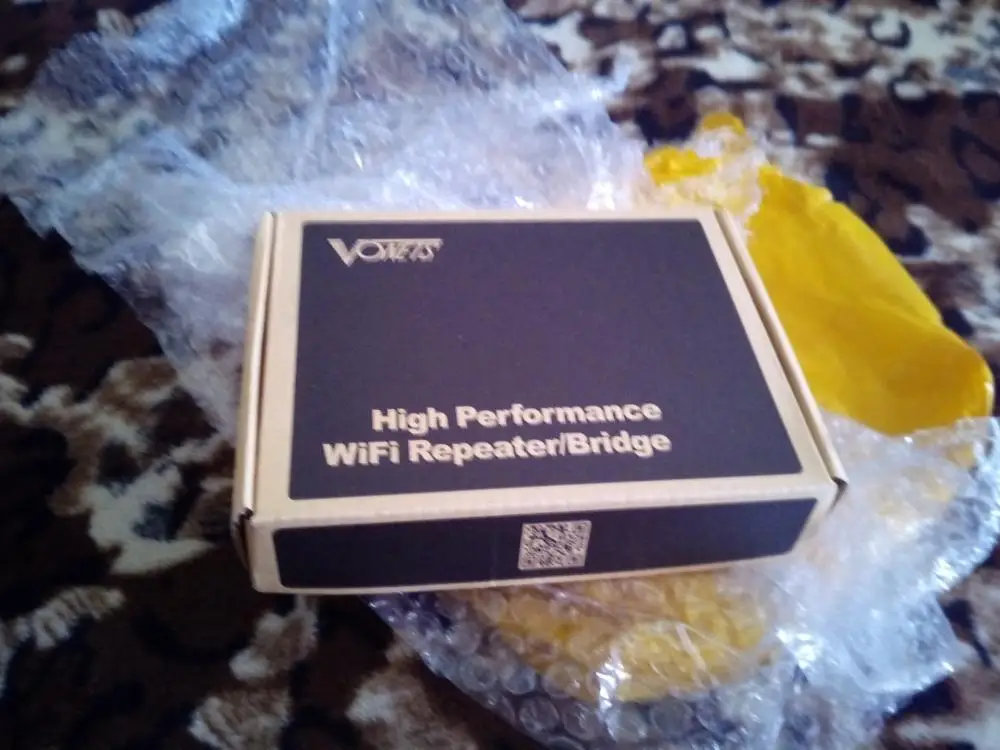 VONETS
High Performance
WiFi Repeater/Bridge